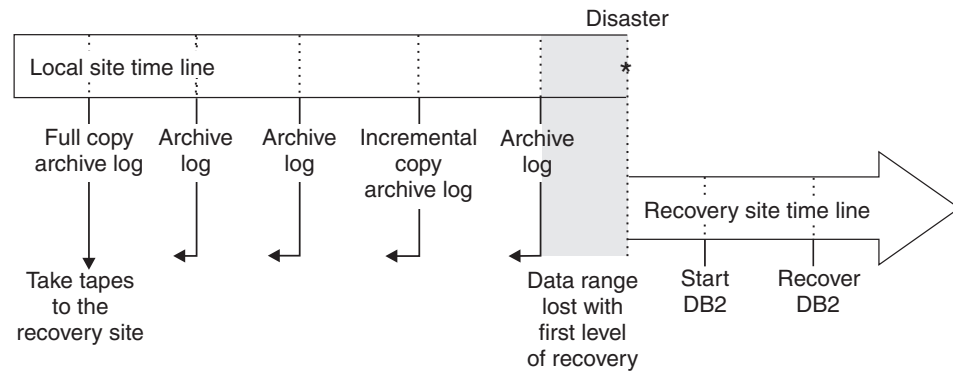 Disaster
Local site time line
*
Full copy
archive log
Archive
log
Archive
log
Incremental
copy
archive log
Archive
log
Recovery site time line
Take tapes
to the
recovery site
Data range
lost with
first level
of recovery
Start
DB2
Recover
DB2